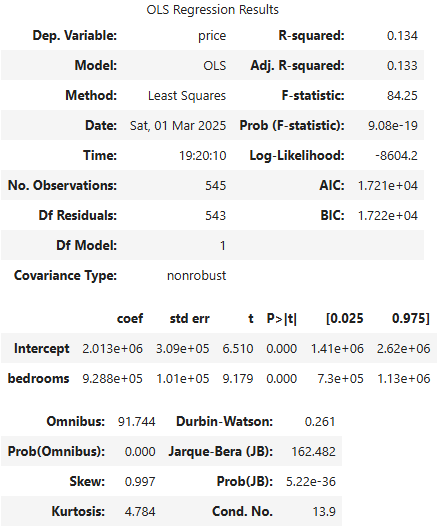 OLS Regression Results
Dep. Variable: price R-squared: 0.134
Model: OLS Adj. R-squared: 0.133
Method: Least Squares F-statistic: 84.25
Date: Sat, 01 Mar 2025 Prob (F-statistic): 9.08e-19
Time: 19:20:10 Log-Likelihood: -8604.2
No. Observations: 545 AIC: 1.721e+04
Df Residuals: 543 BIC: 1.722e+04
Df Model: 1
Covariance Type: nonrobust
coef std err t P>|t| [0.025 0.975]
Intercept 2.013e+06 3.09e+05 6.510 0.000 1.41e+06 2.62e+06
bedrooms 9.288e+05 1.01e+05 9.179 0.000 7.3e+05 1.13e+06
Omnibus: 91.744 Durbin-Watson: 0.261
Prob(Omnibus): 0.000 Jarque-Bera (JB): 162.482
Skew: 0.997 Prob(JB): 5.22e-36
Kurtosis: 4.784 Cond. No. 13.9